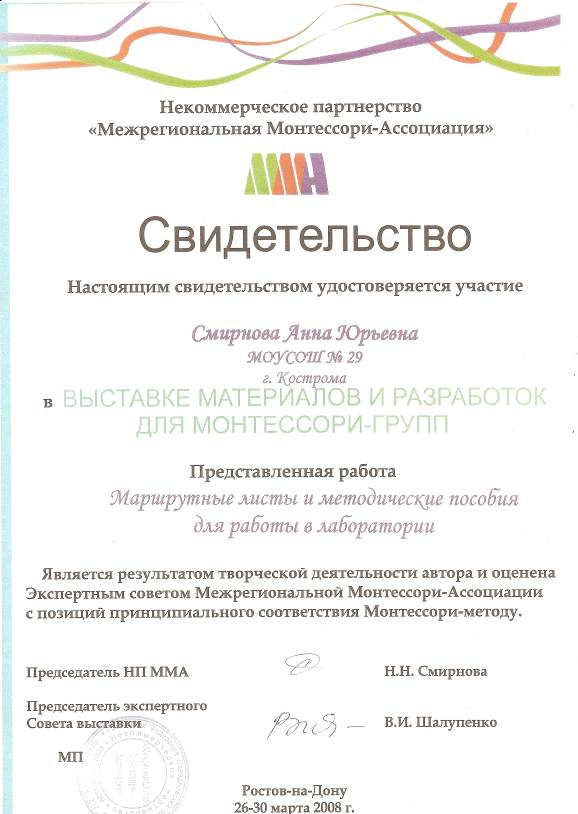 Некоммерческое партнерство
«Межрегиональная Монтессори-Ассоциация»
ММА
Свидетельство
Настоящим свидетельством удостоверяется участие
Смирнова Анна Юрьевна
МОУСОШ № 29
г. Кострома
в ВЫСТАВКЕ МАТЕРИАЛОВ И РАЗРАБОТОК
ДЛЯ МОНТЕССОРИ-ГРУПП
Представленная работа
Маршрутные листы и методические пособия
для работы в лаборатории
Является результатом творческой деятельности автора и оценена
Экспертным советом Межрегиональной Монтессори-Ассоциации
с позиций принципиального соответствия Монтессори-методу.
Председатель НП ММА Н.Н. Смирнова
Председатель экспертного
Совета выставки В.И. Шалупенко
МП
Ростов-на-Дону
26-30 марта 2008 г.